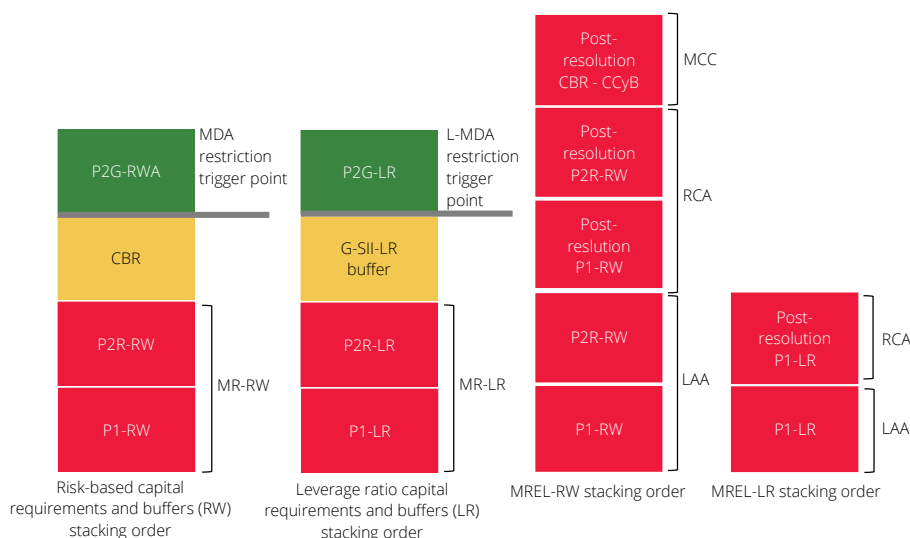 P2G-RWA
CBR
P2R-RW
P1-RW
MDA
restriction
trigger point
MR-RW
Risk-based capital
requirements and buffers (RW)
stacking order
P2G-LR
G-SII-LR
buffer
P2R-LR
P1-LR
L-MDA
restriction
trigger
point
MR-LR
Leverage ratio capital
requirements and buffers (LR)
stacking order
Post-
resolution
CBR - CCyB
Post-
resolution
P2R-RW
Post-
reslution
P1-RW
P2R-RW
P1-RW
MCC
RCA
LAA
MREL-RW stacking order
Post-
resolution
P1-LR
P1-LR
RCA
LAA
MREL-LR stacking order